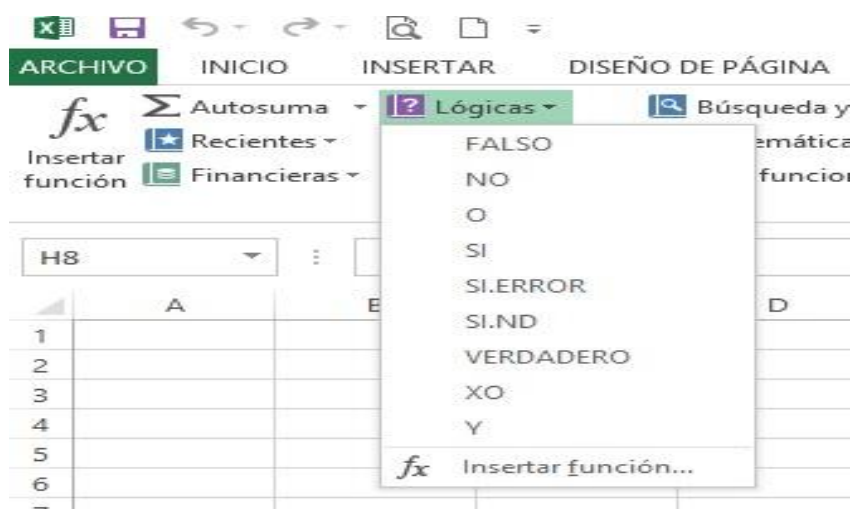 ARCHIVO INICIO INSERTAR DISEÑO DE PÁGINA
fx Insertar función
Σ Autosuma
Recientes
Financieras
Lógicas
Búsqueda y
FALSO
NO
O
SI
SI.ERROR
SI.ND
VERDADERO
XO
Y
fx Insertar función...
H8
A D
1
2
3
4
5
6